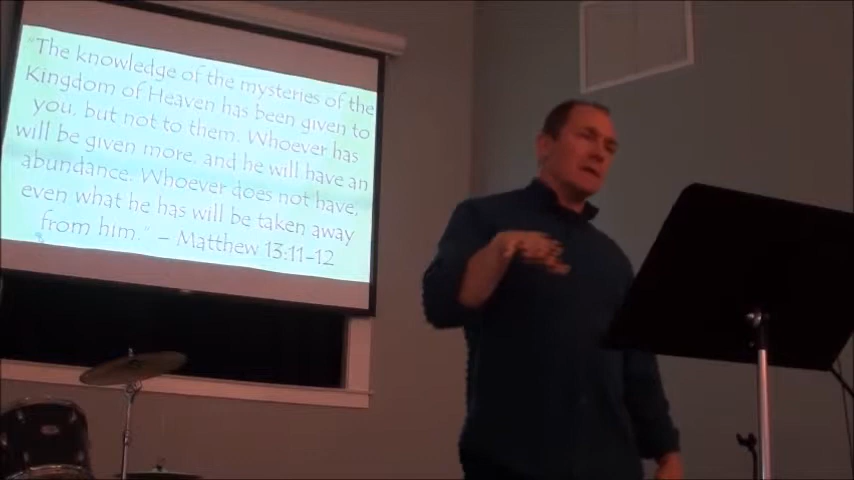 "The knowledge of the mysteries of the
Kingdom of Heaven has been given to
you, but not to them. Whoever has
will be given more, and he will have an
abundance. Whoever does not have,
even what he has will be taken away
from him." – Matthew 13:11-12